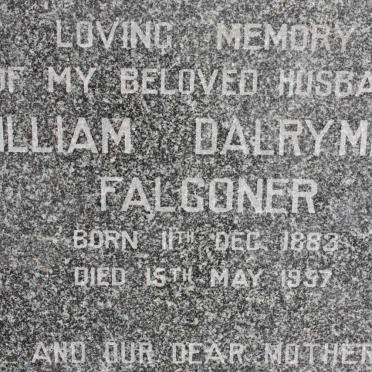 LOVING MEMORY
OF MY BELOVED HUSBA
ILLIAM DALRYM
FALCONER
BORN 11TH DEC. 1883
DIED 15TH MAY 1957
AND OUR DEAR MOTHER